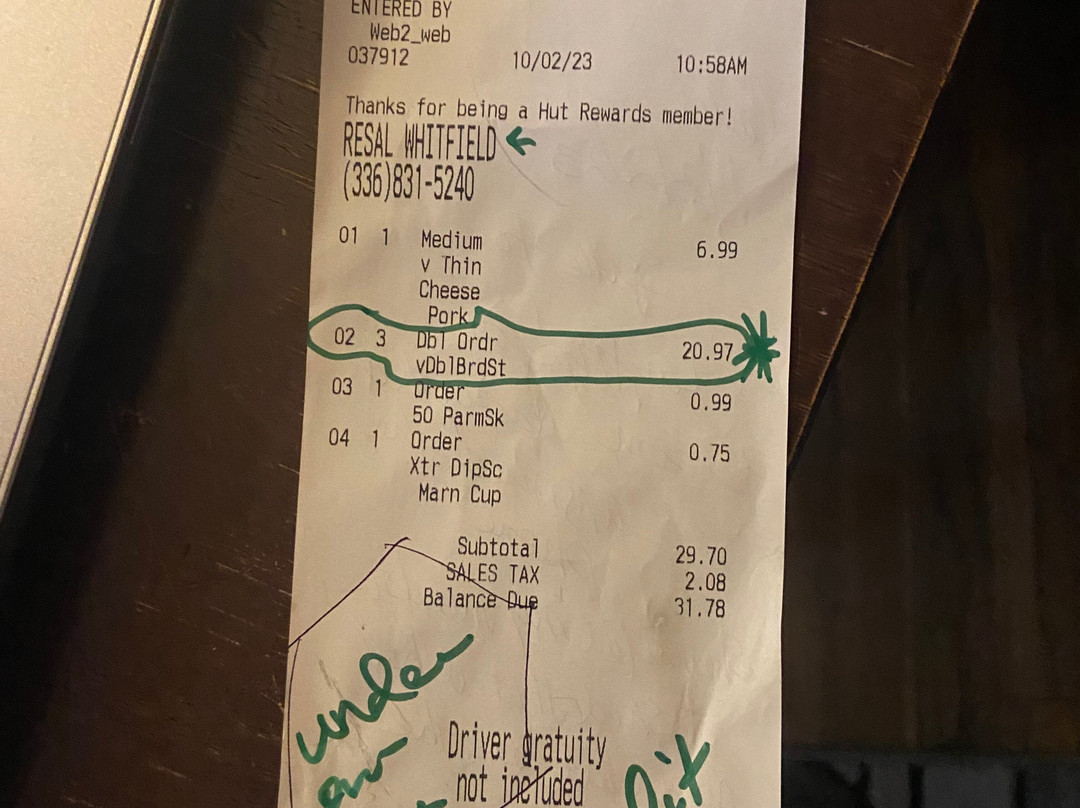 ENTERED BY
Web2_web
037912 10/02/23 10:58AM
Thanks for being a Hut Rewards member!
RESAL WHITFIELD
(336)831-5240
01 1 Medium 6.99
v Thin
Cheese
Pork
02 3 Dbl Ordr 20.97
vDblBrdSt
03 1 Order 0.99
50 ParmSk
04 1 Order 0.75
Xtr DipSc
Marn Cup
Subtotal 29.70
SALES TAX 2.08
Balance Due 31.78
under
Driver gratuity
not included